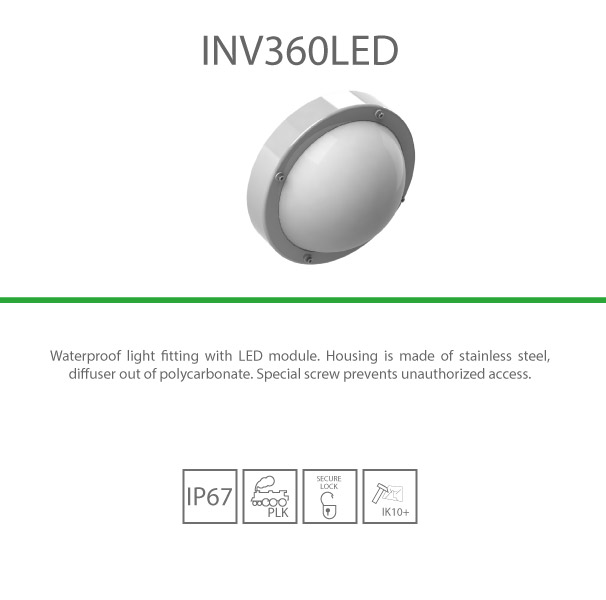 INV360LED
Waterproof light fitting with LED module. Housing is made of stainless steel,
diffuser out of polycarbonate. Special screw prevents unauthorized access.
IP67
PLK
SECURE
LOCK
IK10+